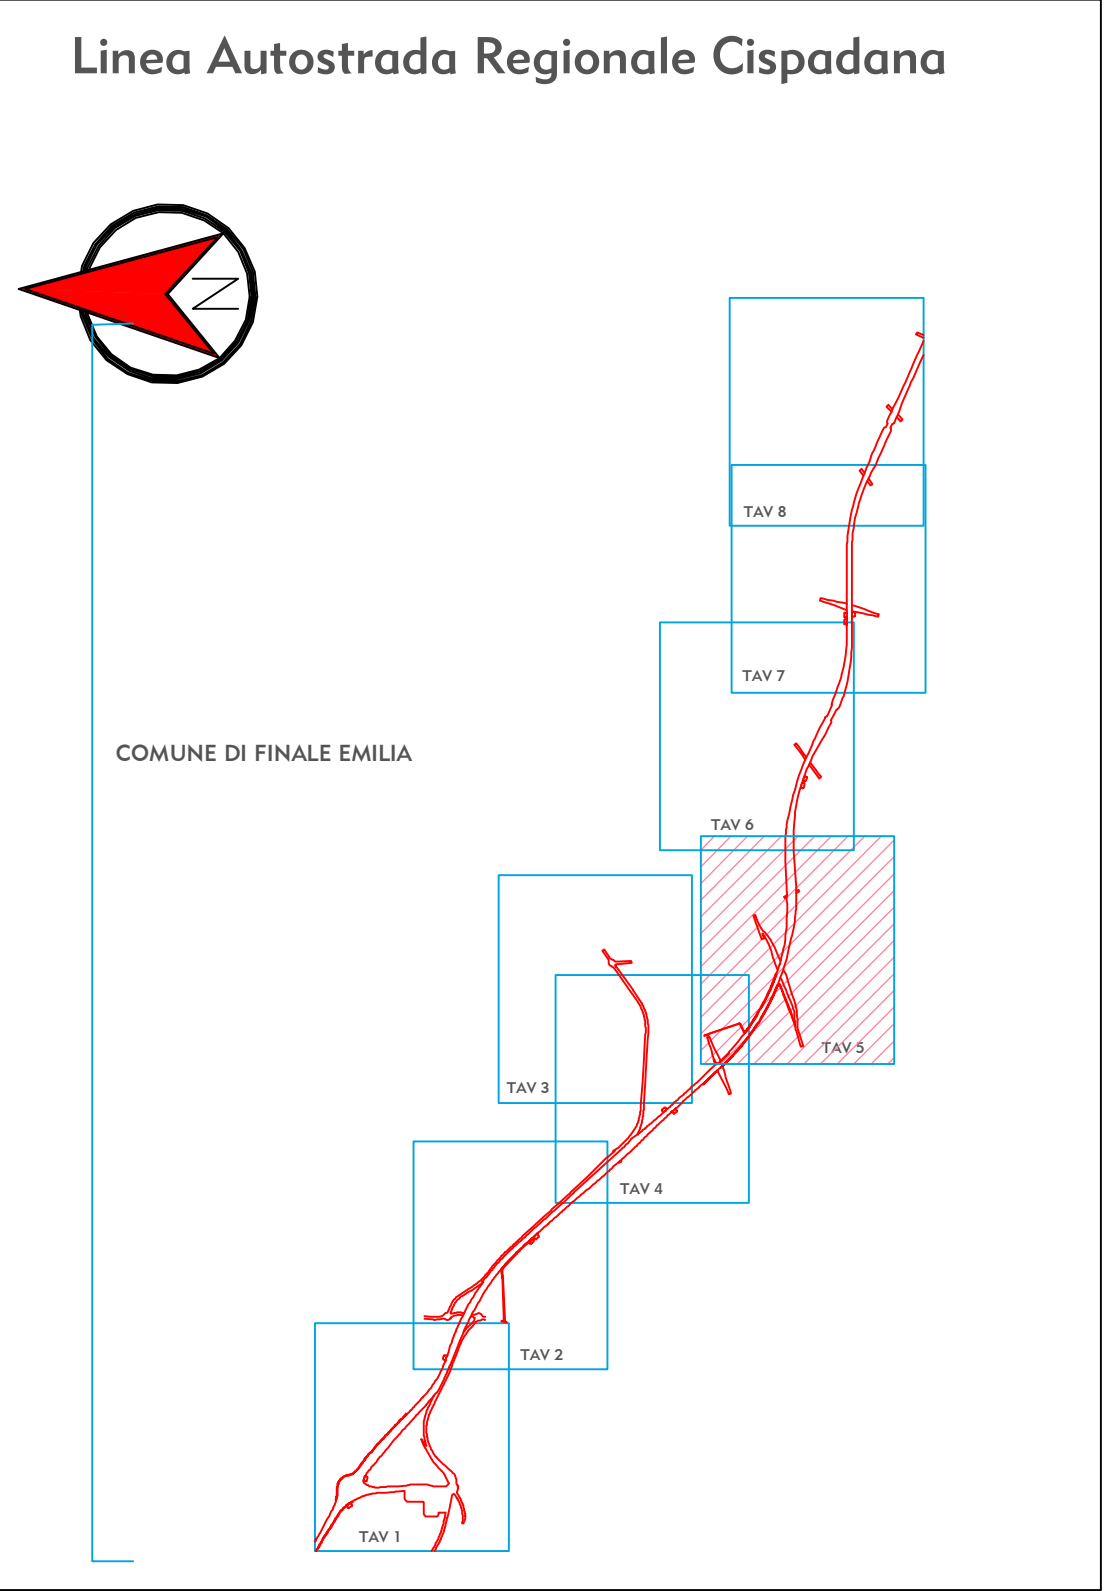 Linea Autostrada Regionale Cispadana
N
TAV 8
TAV 7
COMUNE DI FINALE EMILIA
TAV 6
TAV 5
TAV 3
TAV 4
TAV 2
TAV 1